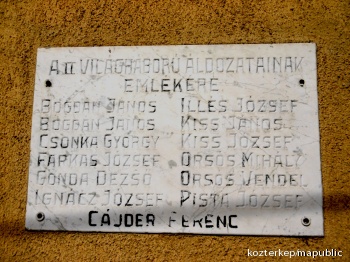 A II VILÁGHÁBORÚ ÁLDOZATAINAK
EMLÉKÉRE
BOGDÁN JÁNOS ILLÉS JÓZSEF
BOGDÁN JÁNOS KISS JÁNOS
CSONKA GYÖRGY KISS JÓZSEF
FARKAS JÓZSEF ORSÓS MIHÁLY
GONDA DEZSŐ ORSÓS VENDEL
IGNÁCZ JÓZSEF PISTA JÓZSEF
CÁJDER FERENC
kozterkep/mapublic